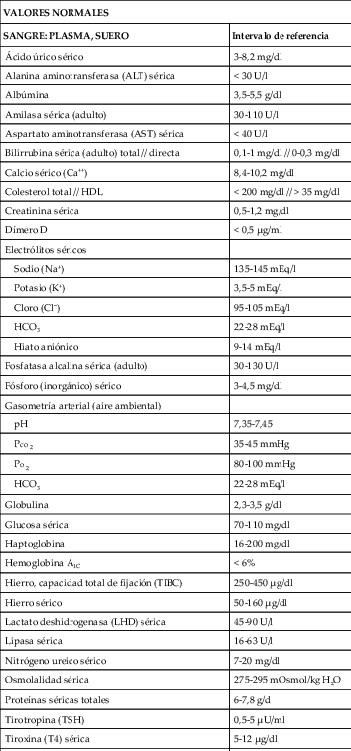 VALORES NORMALES
SANGRE: PLASMA, SUERO Intervalo de referencia
Ácido úrico sérico 3-8,2 mg/dl
Alanina aminotransferasa (ALT) sérica < 30 U/l
Albúmina 3,5-5,5 g/dl
Amilasa sérica (adulto) 30-110 U/l
Aspartato aminotransferasa (AST) sérica < 40 U/l
Bilirrubina sérica (adulto) total // directa 0,1-1 mg/dl // 0-0,3 mg/dl
Calcio sérico (Ca⁺⁺) 8,4-10,2 mg/dl
Colesterol total // HDL < 200 mg/dl // > 35 mg/dl
Creatinina sérica 0,5-1,2 mg/dl
Dímero D < 0,5 µg/ml
Electrólitos séricos
Sodio (Na⁺) 135-145 mEq/l
Potasio (K⁺) 3,5-5 mEq/l
Cloro (Cl⁻) 95-105 mEq/l
HCO₃ 22-28 mEq/l
Hiato aniónico 9-14 mEq/l
Fosfatasa alcalina sérica (adulto) 30-130 U/l
Fósforo (inorgánico) sérico 3-4,5 mg/dl
Gasometría arterial (aire ambiental)
pH 7,35-7,45
Pco₂ 35-45 mmHg
Po₂ 80-100 mmHg
HCO₃ 22-28 mEq/l
Globulina 2,3-3,5 g/dl
Glucosa sérica 70-110 mg/dl
Haptoglobina 16-200 mg/dl
Hemoglobina A₁C < 6%
Hierro, capacidad total de fijación (TIBC) 250-450 µg/dl
Hierro sérico 50-160 µg/dl
Lactato deshidrogenasa (LHD) sérica 45-90 U/l
Lipasa sérica 16-63 U/l
Nitrógeno ureico sérico 7-20 mg/dl
Osmolalidad sérica 275-295 mOsmol/kg H₂O
Proteínas séricas totales 6-7,8 g/dl
Tirotropina (TSH) 0,5-5 µU/ml
Tiroxina (T4) sérica 5-12 µg/dl